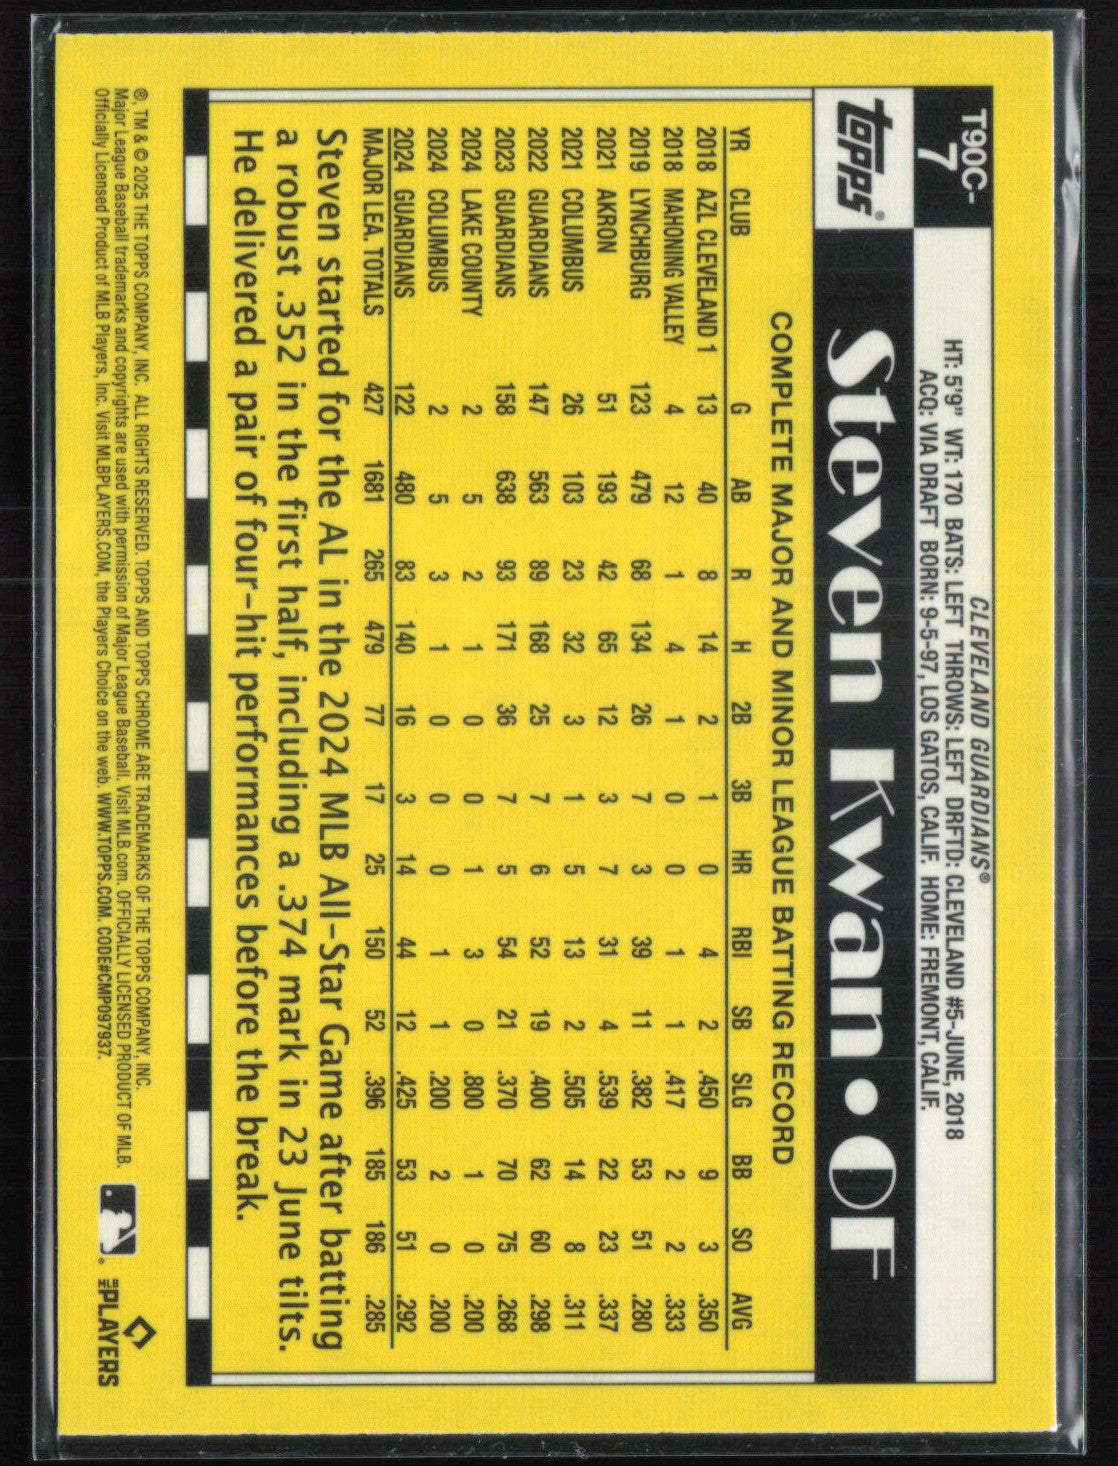 T90C-
7
CLEVELAND GUARDIANS®
HT: 5'9" WT: 170 BATS: LEFT THROWS: LEFT DRFTD: CLEVELAND #5-JUNE, 2018
ACQ: VIA DRAFT BORN: 9-5-97, LOS GATOS, CALIF. HOME: FREMONT, CALIF.
topps®
Steven Kwan • OF
COMPLETE MAJOR AND MINOR LEAGUE BATTING RECORD
YR CLUB G AB R H 2B 3B HR RBI SB SLG BB SO AVG
2018 AZL CLEVELAND 1 13 40 8 14 2 1 0 4 2 .450 9 3 .350
2018 MAHONING VALLEY 4 12 1 4 1 0 0 1 1 .417 2 2 .333
2019 LYNCHBURG 123 479 68 134 26 7 3 39 11 .382 53 51 .280
2021 AKRON 51 193 42 65 12 3 7 31 4 .539 22 23 .337
2021 COLUMBUS 26 103 23 32 3 1 5 13 2 .505 14 8 .311
2022 GUARDIANS 147 563 89 168 25 7 6 52 19 .400 62 60 .298
2023 GUARDIANS 158 638 93 171 36 7 5 54 21 .370 70 75 .268
2024 LAKE COUNTY 2 5 2 1 0 0 1 3 0 .800 1 0 .200
2024 COLUMBUS 2 5 3 1 0 0 0 1 1 .200 2 0 .200
2024 GUARDIANS 122 480 83 140 16 3 14 44 12 .425 53 51 .292
MAJOR LEA. TOTALS 427 1681 265 479 77 17 25 150 52 .396 185 186 .285
Steven started for the AL in the 2024 MLB All-Star Game after batting
a robust .352 in the first half, including a .374 mark in 23 June tilts.
He delivered a pair of four-hit performances before the break.
®, TM & © 2025 THE TOPPS COMPANY, INC. ALL RIGHTS RESERVED. TOPPS AND TOPPS CHROME ARE TRADEMARKS OF THE TOPPS COMPANY, INC.
Major League Baseball trademarks and copyrights are used with permission of Major League Baseball. Visit MLB.com. OFFICIALLY LICENSED PRODUCT OF MLB.
Officially Licensed Product of MLB Players, Inc. Visit MLBPLAYERS.COM, the Players Choice on the web. WWW.TOPPS.COM. CODE#CMP097937.
MLB PLAYERS